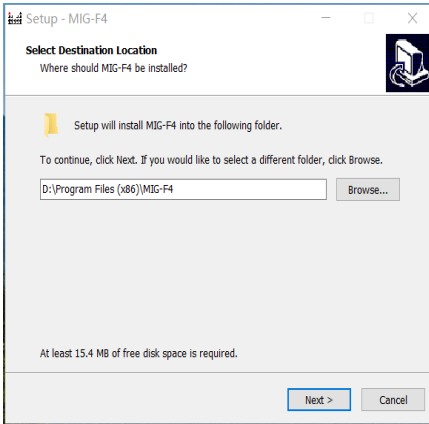 Setup - MIG-F4
Select Destination Location
Where should MIG-F4 be installed?
Setup will install MIG-F4 into the following folder.
To continue, click Next. If you would like to select a different folder, click Browse.
D:\Program Files (x86)\MIG-F4
Browse...
At least 15.4 MB of free disk space is required.
Next >
Cancel